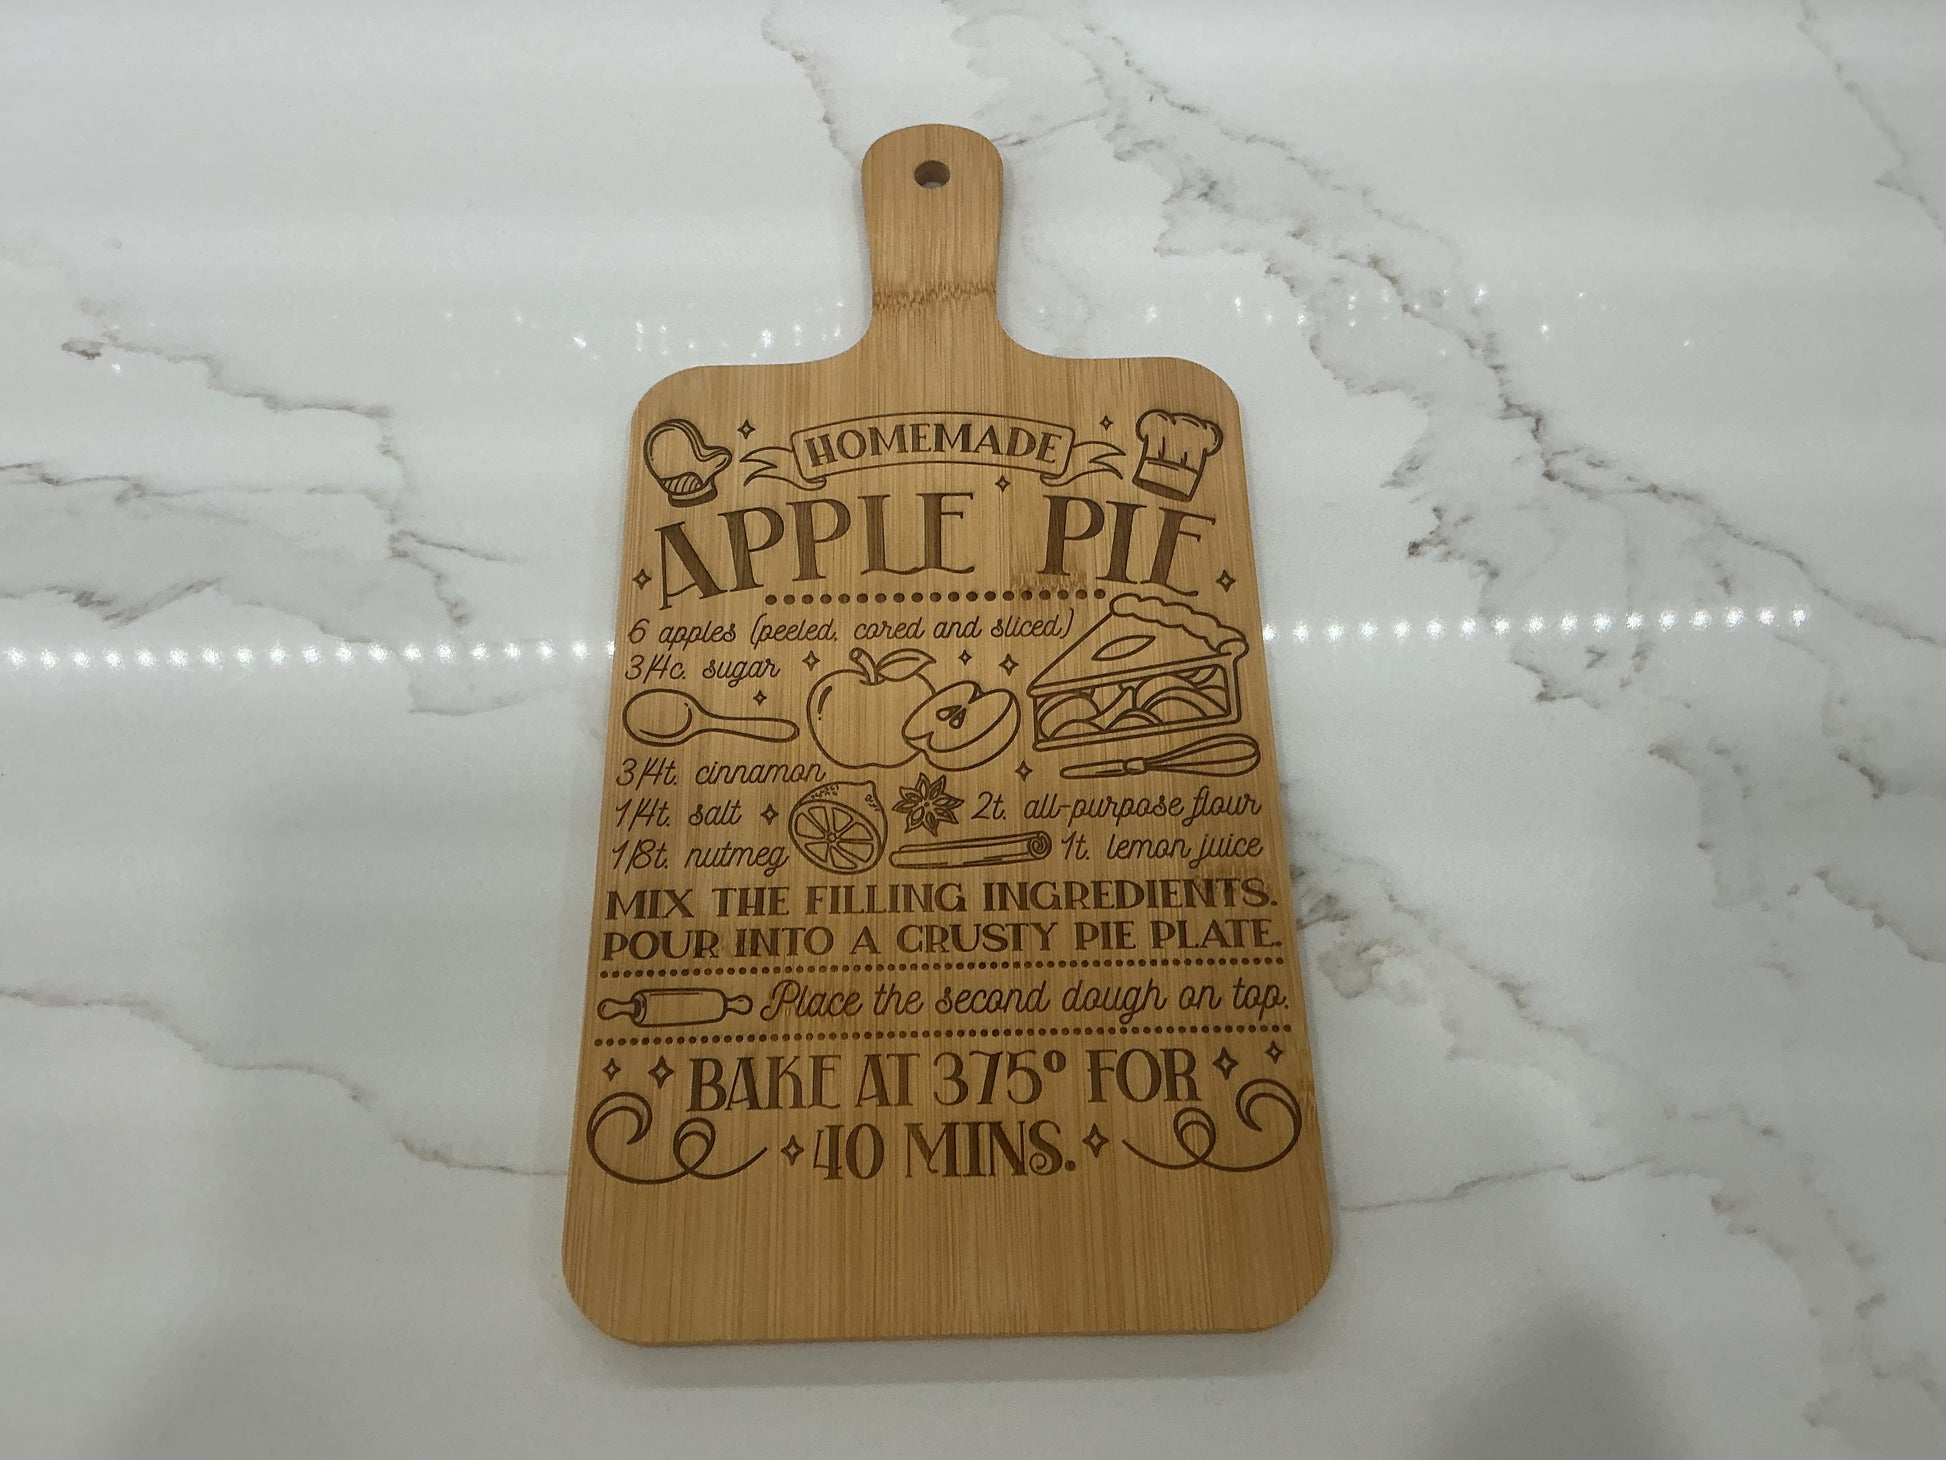 HOMEMADE
APPLE PIE
6 apples (peeled, cored and sliced)
3/4c. sugar
3/4t. cinnamon
1/4t. salt
2t. all-purpose flour
1/8t. nutmeg
1t. lemon juice
MIX THE FILLING INGREDIENTS.
POUR INTO A CRUSTY PIE PLATE.
Place the second dough on top.
BAKE AT 375º FOR
40 MINS.